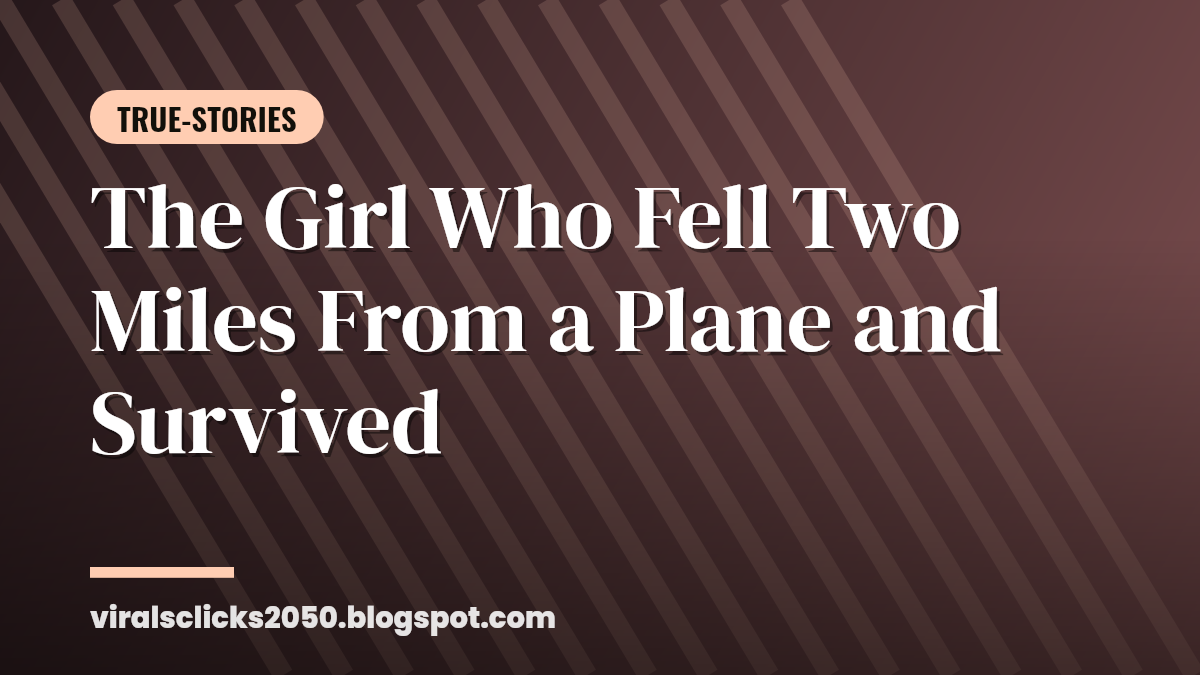 TRUE-STORIES
The Girl Who Fell Two
Miles From a Plane and
Survived
viralsclicks2050.blogspot.com